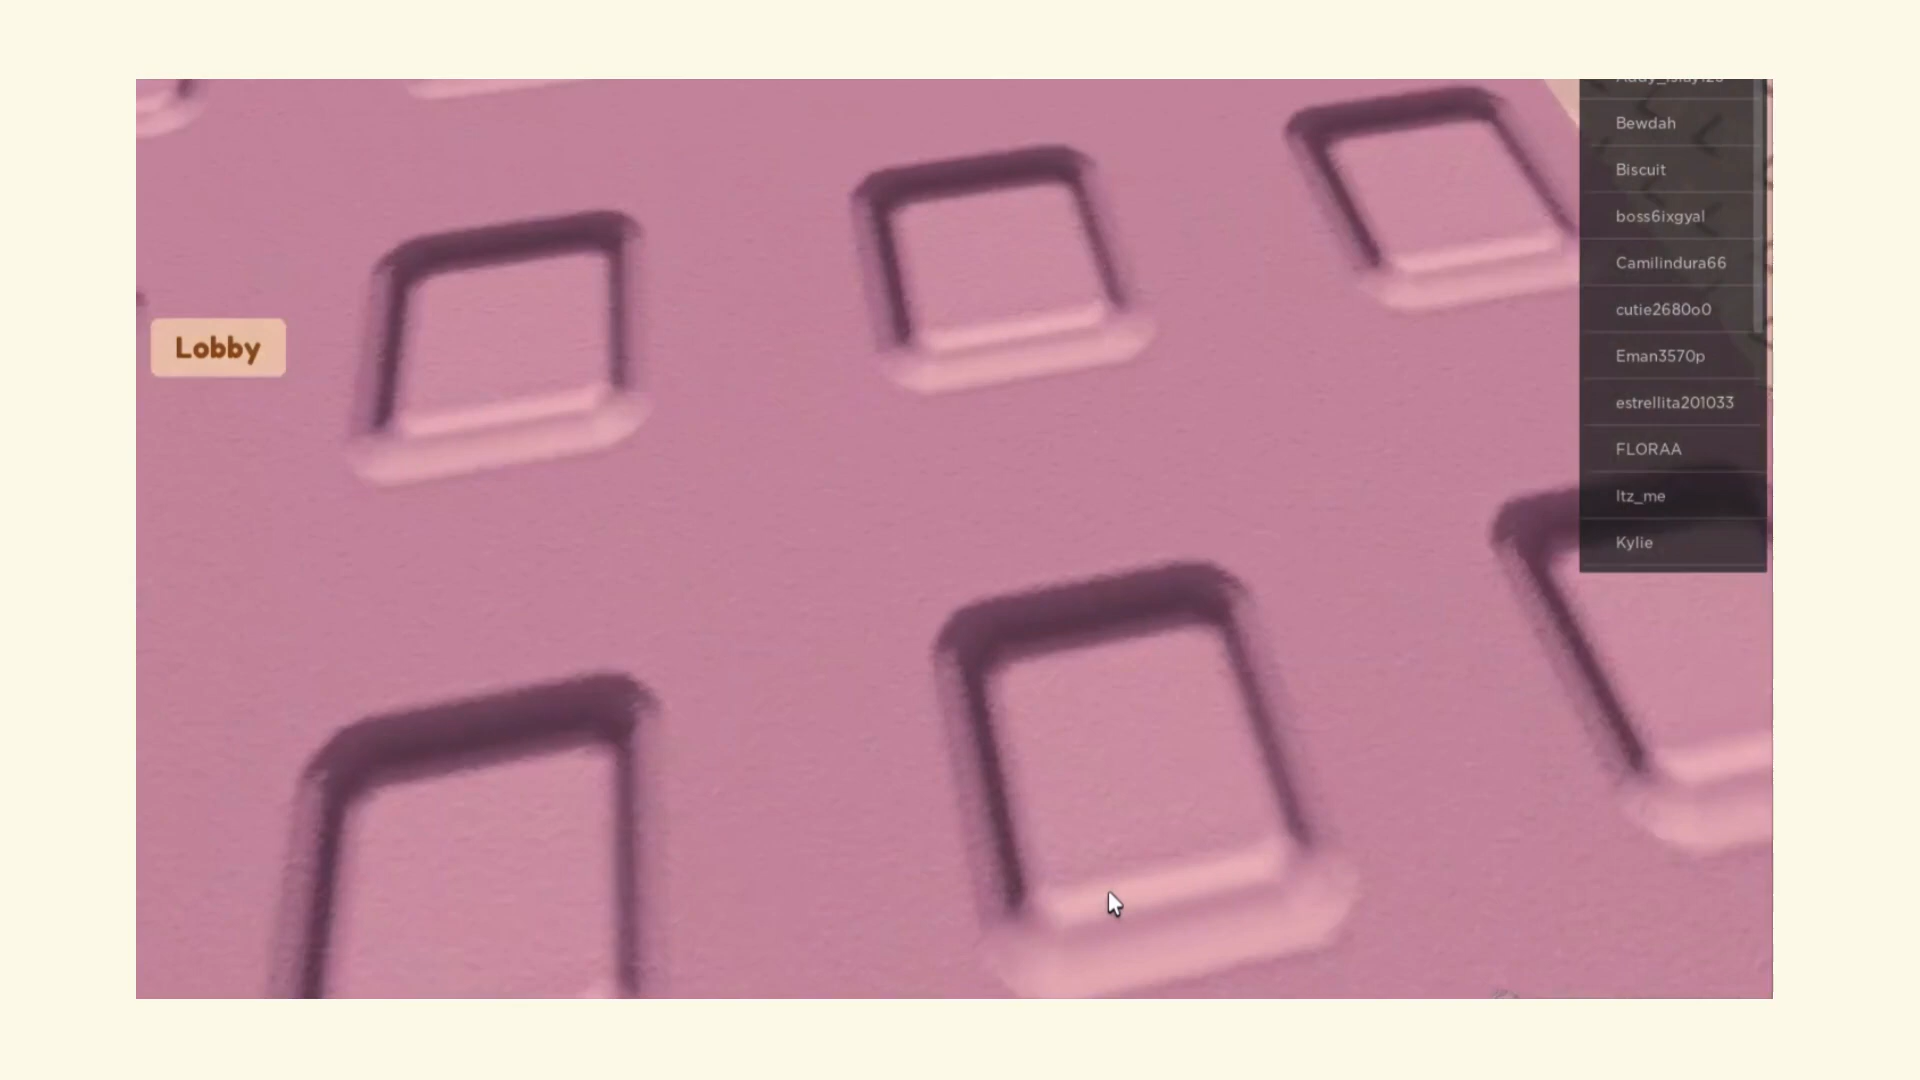 Lobby
Bewdah
Biscuit
boss6ixgyal
Camilindura66
cutie2680o0
Eman3570p
estrellita201033
FLORAA
Itz_me
Kylie